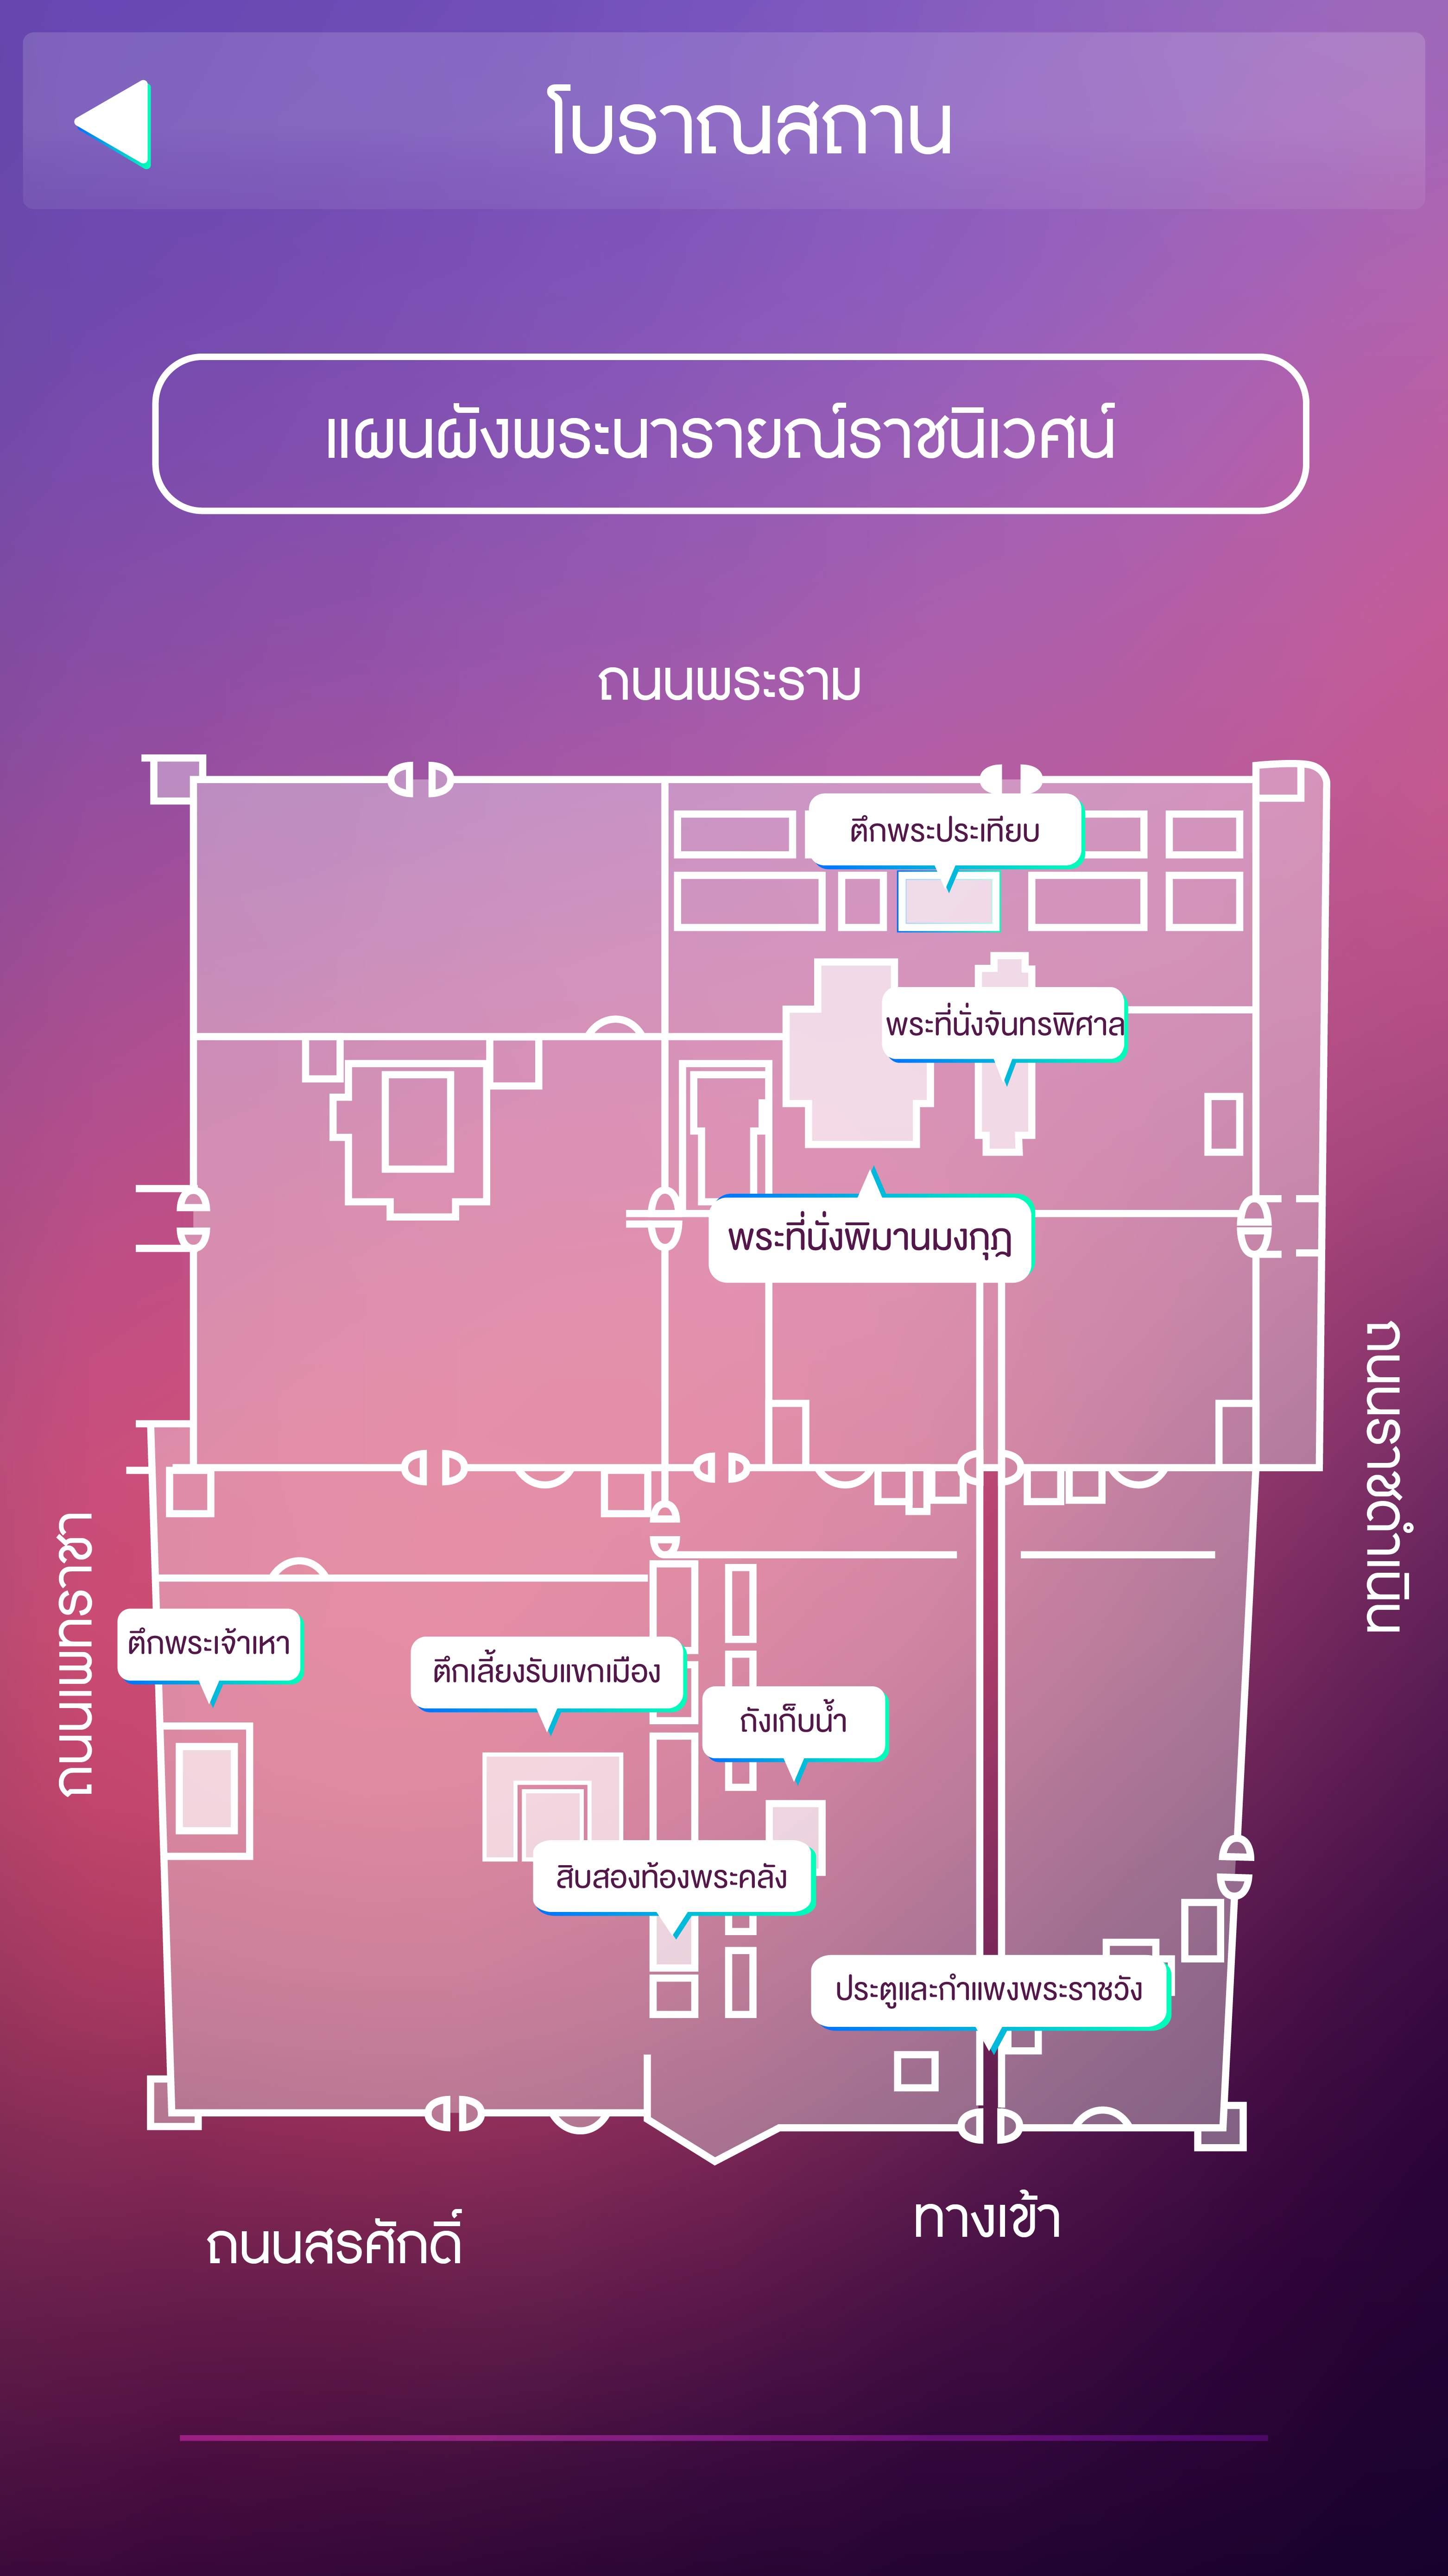 โบราณสถาน
แผนผังพระนารายณ์ราชนิเวศน์
ถนนพระราม
ตึกพระประเทียบ
พระที่นั่งจันทรพิศาล
พระที่นั่งพิมานมงกุฎ
ถนนราชดำเนิน
ถนนเพทราชา
ตึกพระเจ้าเหา
ตึกเลี้ยงรับแขกเมือง
ถังเก็บน้ำ
สิบสองท้องพระคลัง
ประตูและกำแพงพระราชวัง
ทางเข้า
ถนนสรศักดิ์